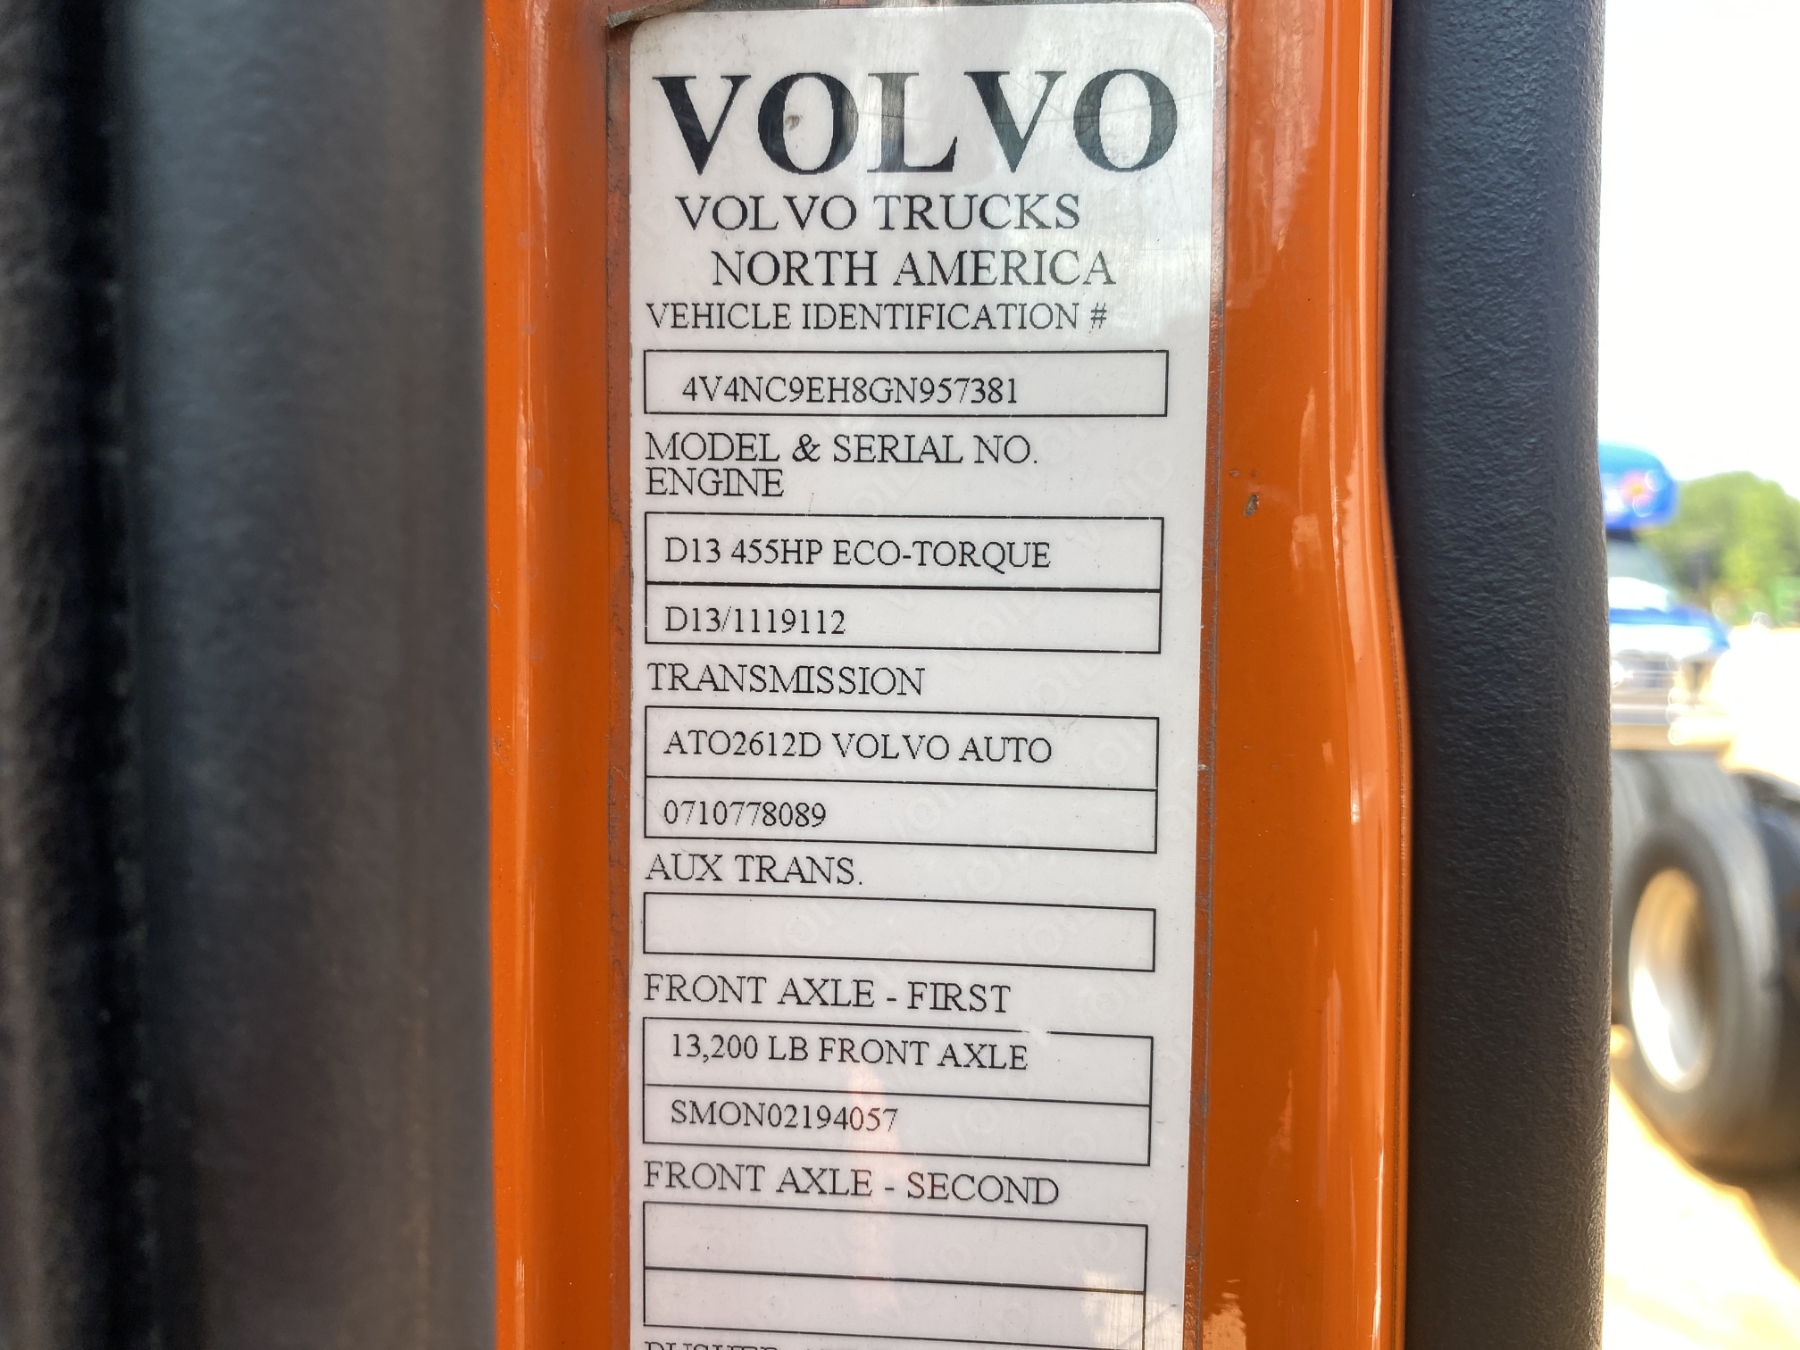 VOLVO
VOLVO TRUCKS
NORTH AMERICA
VEHICLE IDENTIFICATION #
4V4NC9EH8GN957381
MODEL & SERIAL NO.
ENGINE
D13 455HP ECO-TORQUE
D13/1119112
TRANSMISSION
ATO2612D VOLVO AUTO
0710778089
AUX TRANS.
FRONT AXLE - FIRST
13,200 LB FRONT AXLE
SMON02194057
FRONT AXLE - SECOND